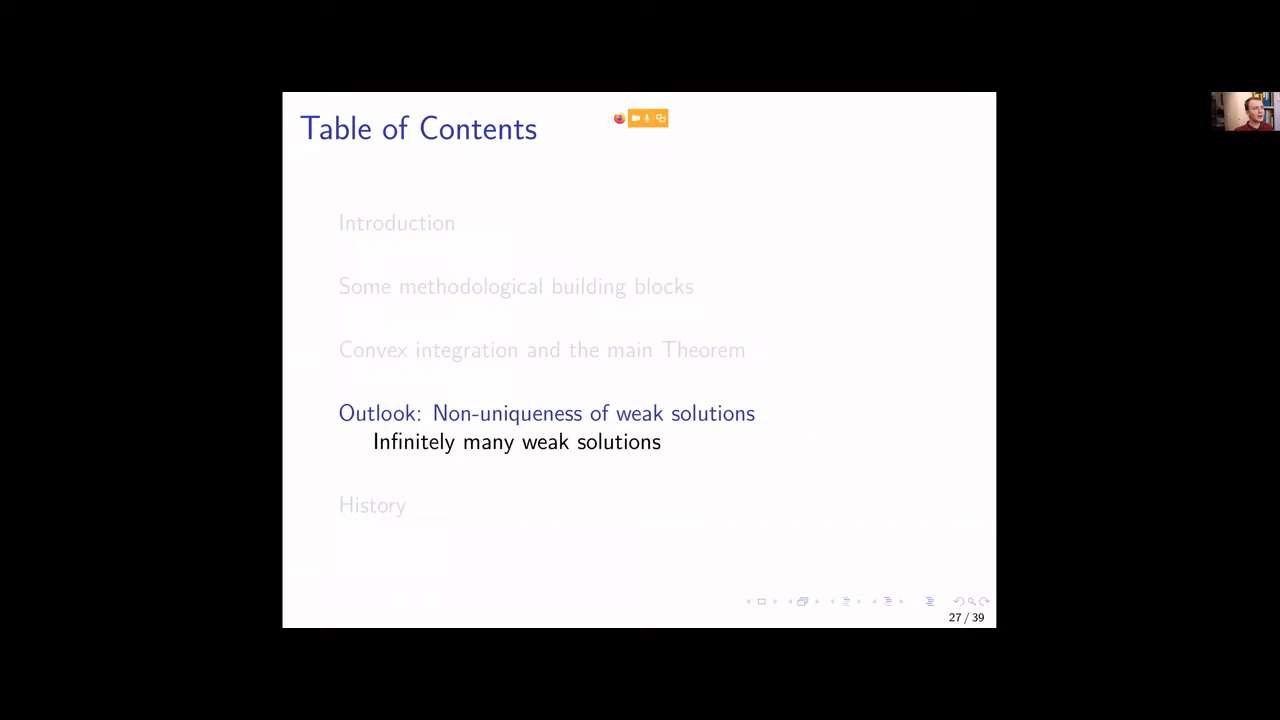 Table of Contents
Introduction
Some methodological building blocks
Convex integration and the main Theorem
Outlook: Non-uniqueness of weak solutions
Infinitely many weak solutions
History
27 / 39